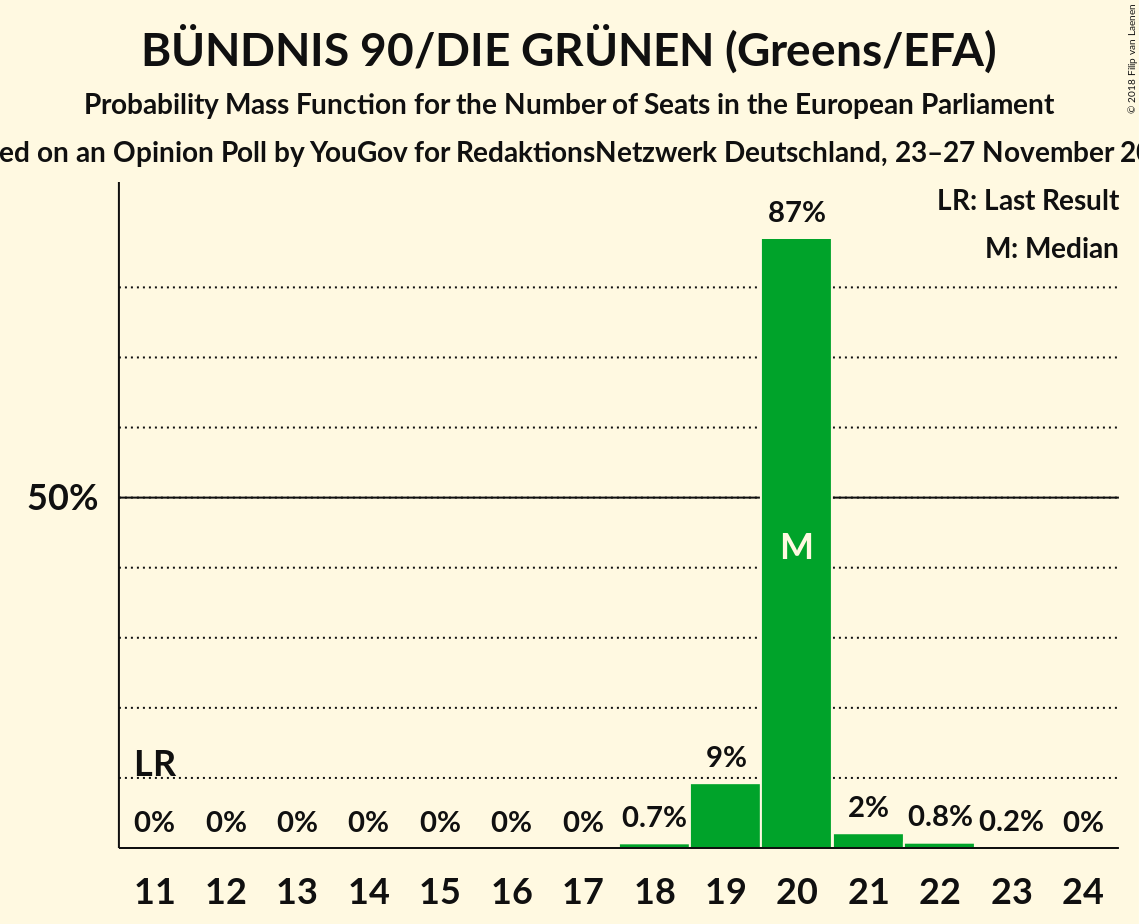 BÜNDNIS 90/DIE GRÜNEN (Greens/EFA)
Probability Mass Function for the Number of Seats in the European Parliament
ed on an Opinion Poll by YouGov for RedaktionsNetzwerk Deutschland, 23–27 November 20
© 2018 Filip van Laenen
LR: Last Result
M: Median
87%
50%
M
LR
9%
0% 0% 0% 0% 0% 0% 0% 0.7% 2% 0.8% 0.2% 0%
11 12 13 14 15 16 17 18 19 20 21 22 23 24